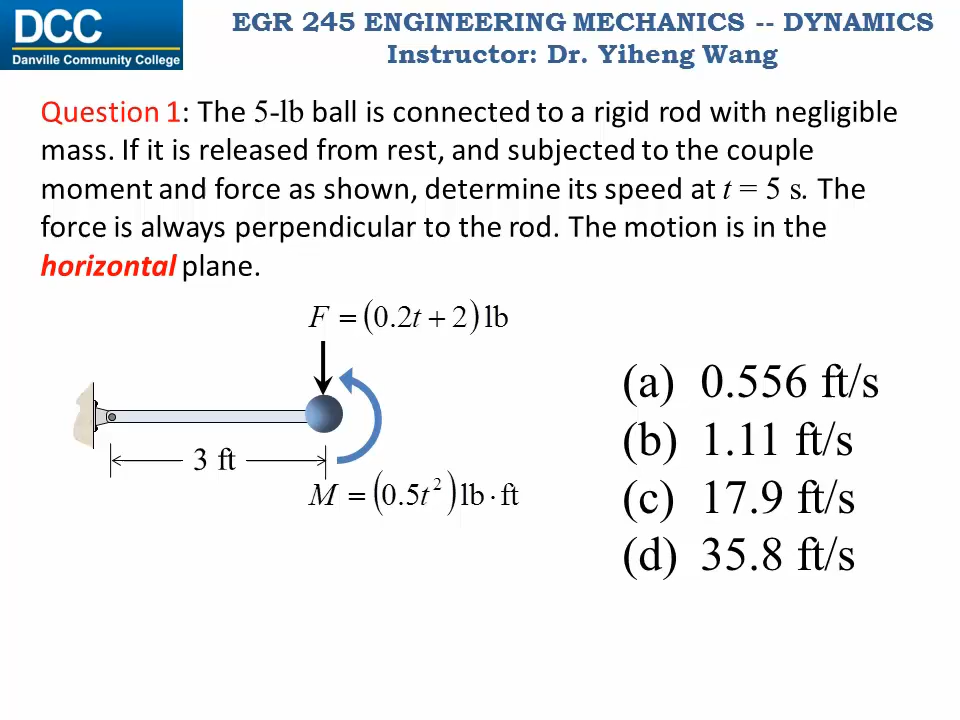 DCC
Danville Community College
EGR 245 ENGINEERING MECHANICS -- DYNAMICS
Instructor: Dr. Yiheng Wang
Question 1: The 5-lb ball is connected to a rigid rod with negligible
mass. If it is released from rest, and subjected to the couple
moment and force as shown, determine its speed at t = 5 s. The
force is always perpendicular to the rod. The motion is in the
horizontal plane.
F = (0.2t + 2) lb
3 ft
M = (0.5t²) lb · ft
(a) 0.556 ft/s
(b) 1.11 ft/s
(c) 17.9 ft/s
(d) 35.8 ft/s